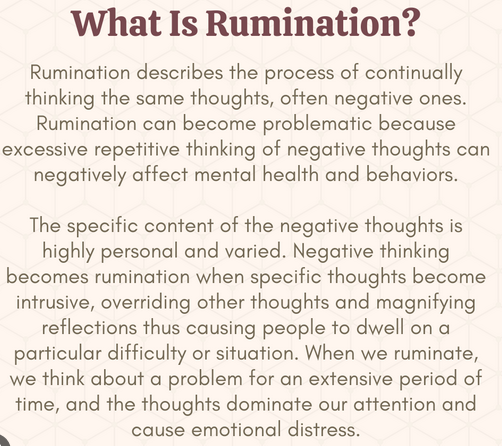 What Is Rumination?
Rumination describes the process of continually
thinking the same thoughts, often negative ones.
Rumination can become problematic because
excessive repetitive thinking of negative thoughts can
negatively affect mental health and behaviors.
The specific content of the negative thoughts is
highly personal and varied. Negative thinking
becomes rumination when specific thoughts become
intrusive, overriding other thoughts and magnifying
reflections thus causing people to dwell on a
particular difficulty or situation. When we ruminate,
we think about a problem for an extensive period of
time, and the thoughts dominate our attention and
cause emotional distress.